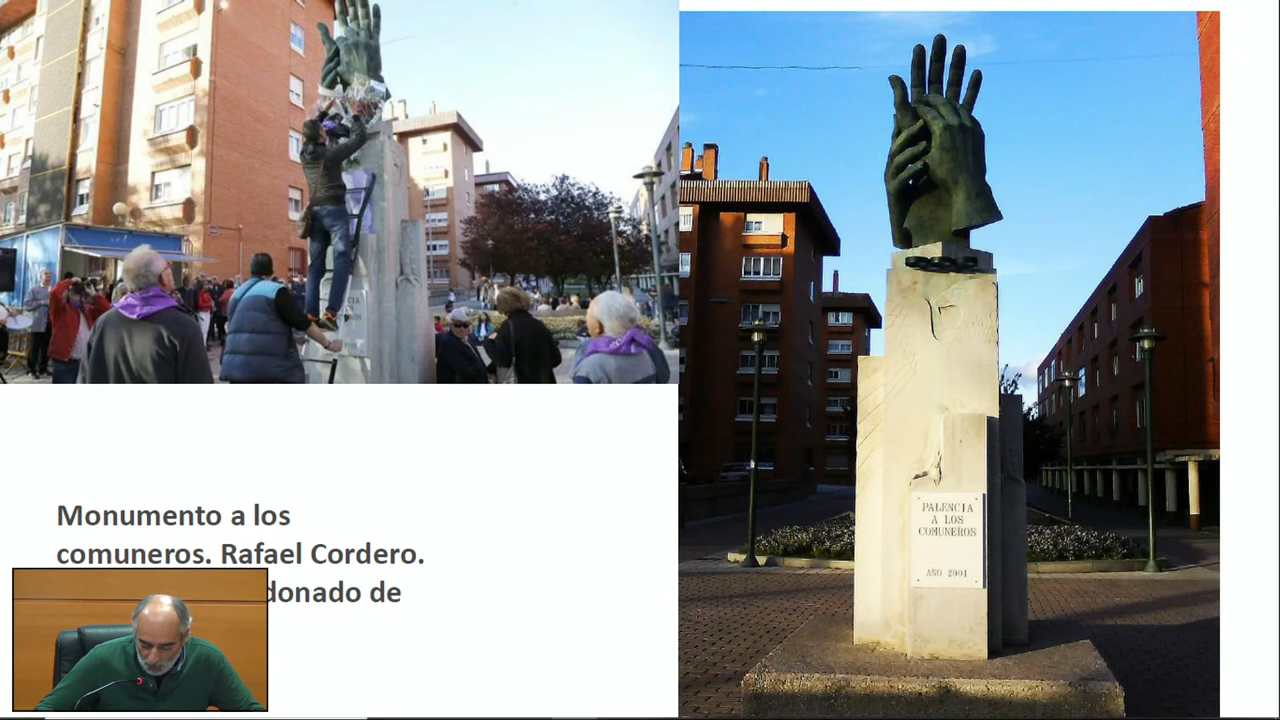 Monumento a los
comuneros. Rafael Cordero.
donado de
PALENCIA
A LOS
COMUNEROS
AÑO 2001